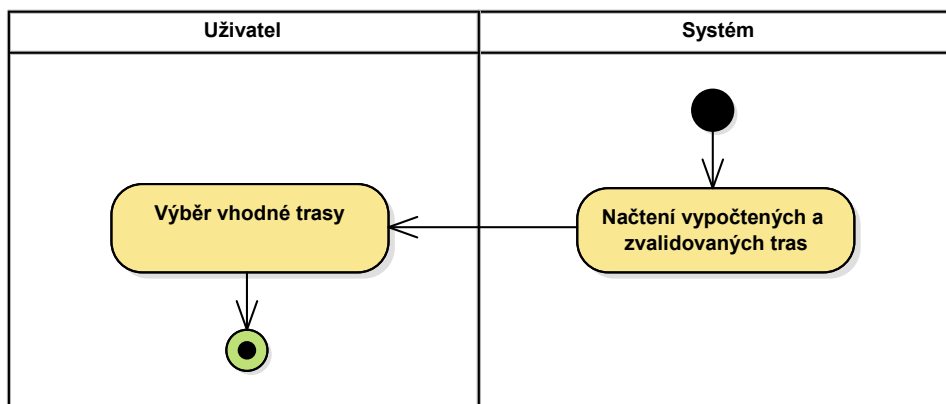 Uživatel
Systém
Výběr vhodné trasy
Načtení vypočtených a
zvalidovaných tras